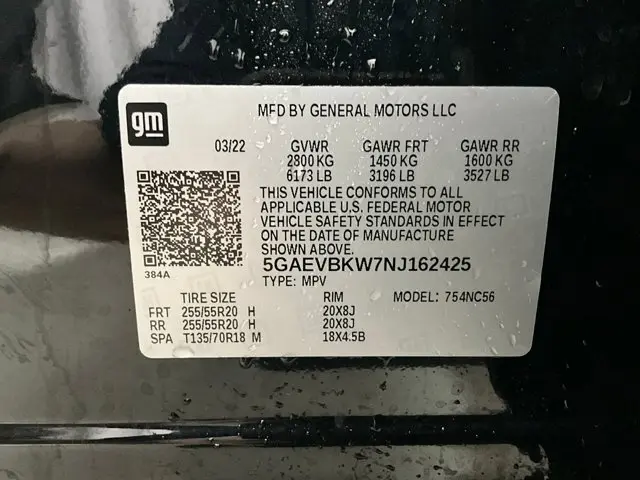 gm
MFD BY GENERAL MOTORS LLC
03/22 GVWR GAWR FRT GAWR RR
2800 KG 1450 KG 1600 KG
6173 LB 3196 LB 3527 LB
THIS VEHICLE CONFORMS TO ALL
APPLICABLE U.S. FEDERAL MOTOR
VEHICLE SAFETY STANDARDS IN EFFECT
ON THE DATE OF MANUFACTURE
SHOWN ABOVE.
384A
5GAEVBKW7NJ162425
TYPE: MPV
TIRE SIZE RIM MODEL: 754NC56
FRT 255/55R20 H 20X8J
RR 255/55R20 H 20X8J
SPA T135/70R18 M 18X4.5B